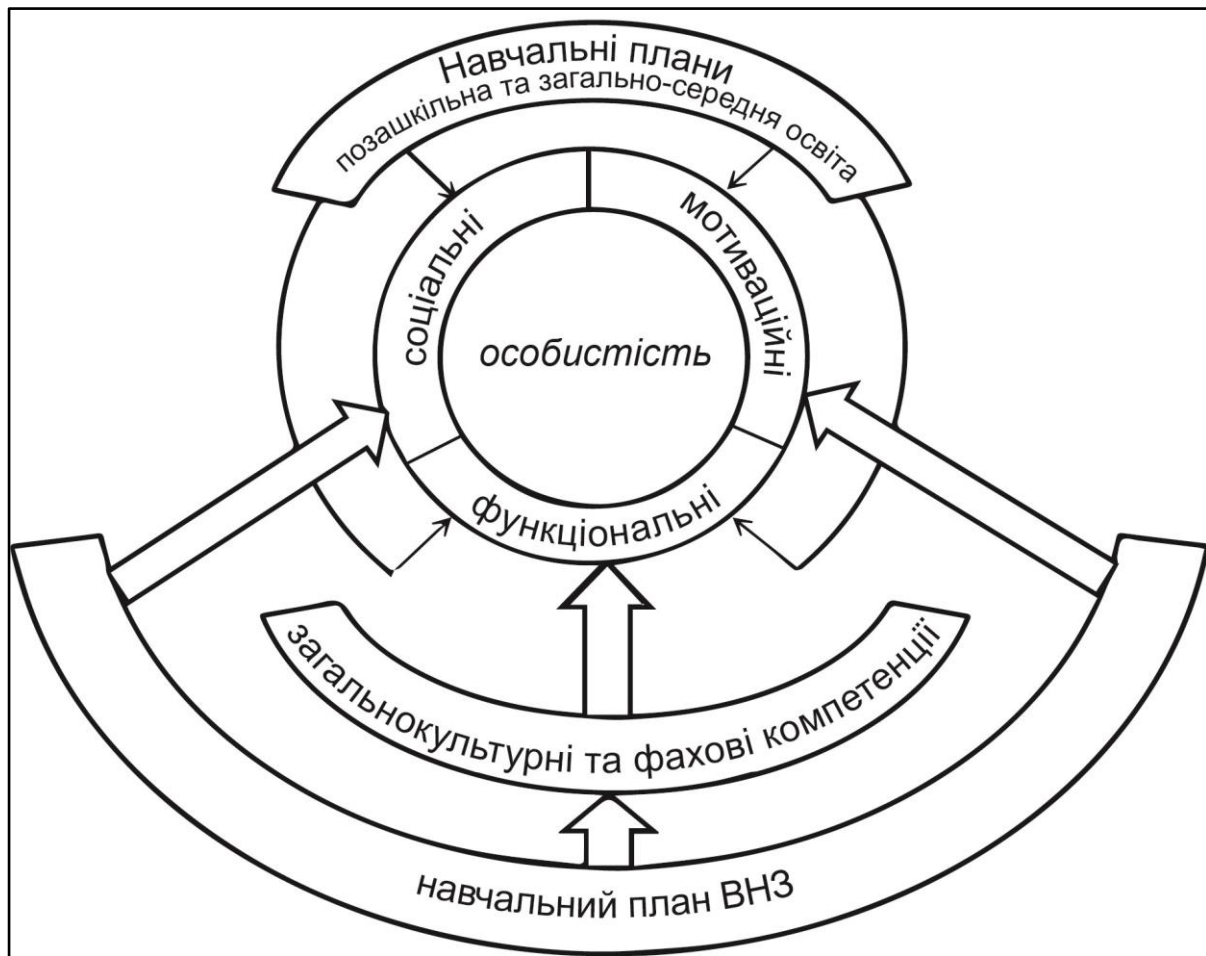 Навчальні плани
позашкільна та загально-середня освіта
соціальні
мотиваційні
особистість
функціональні
загальнокультурні та фахові компетенції
навчальний план ВНЗ